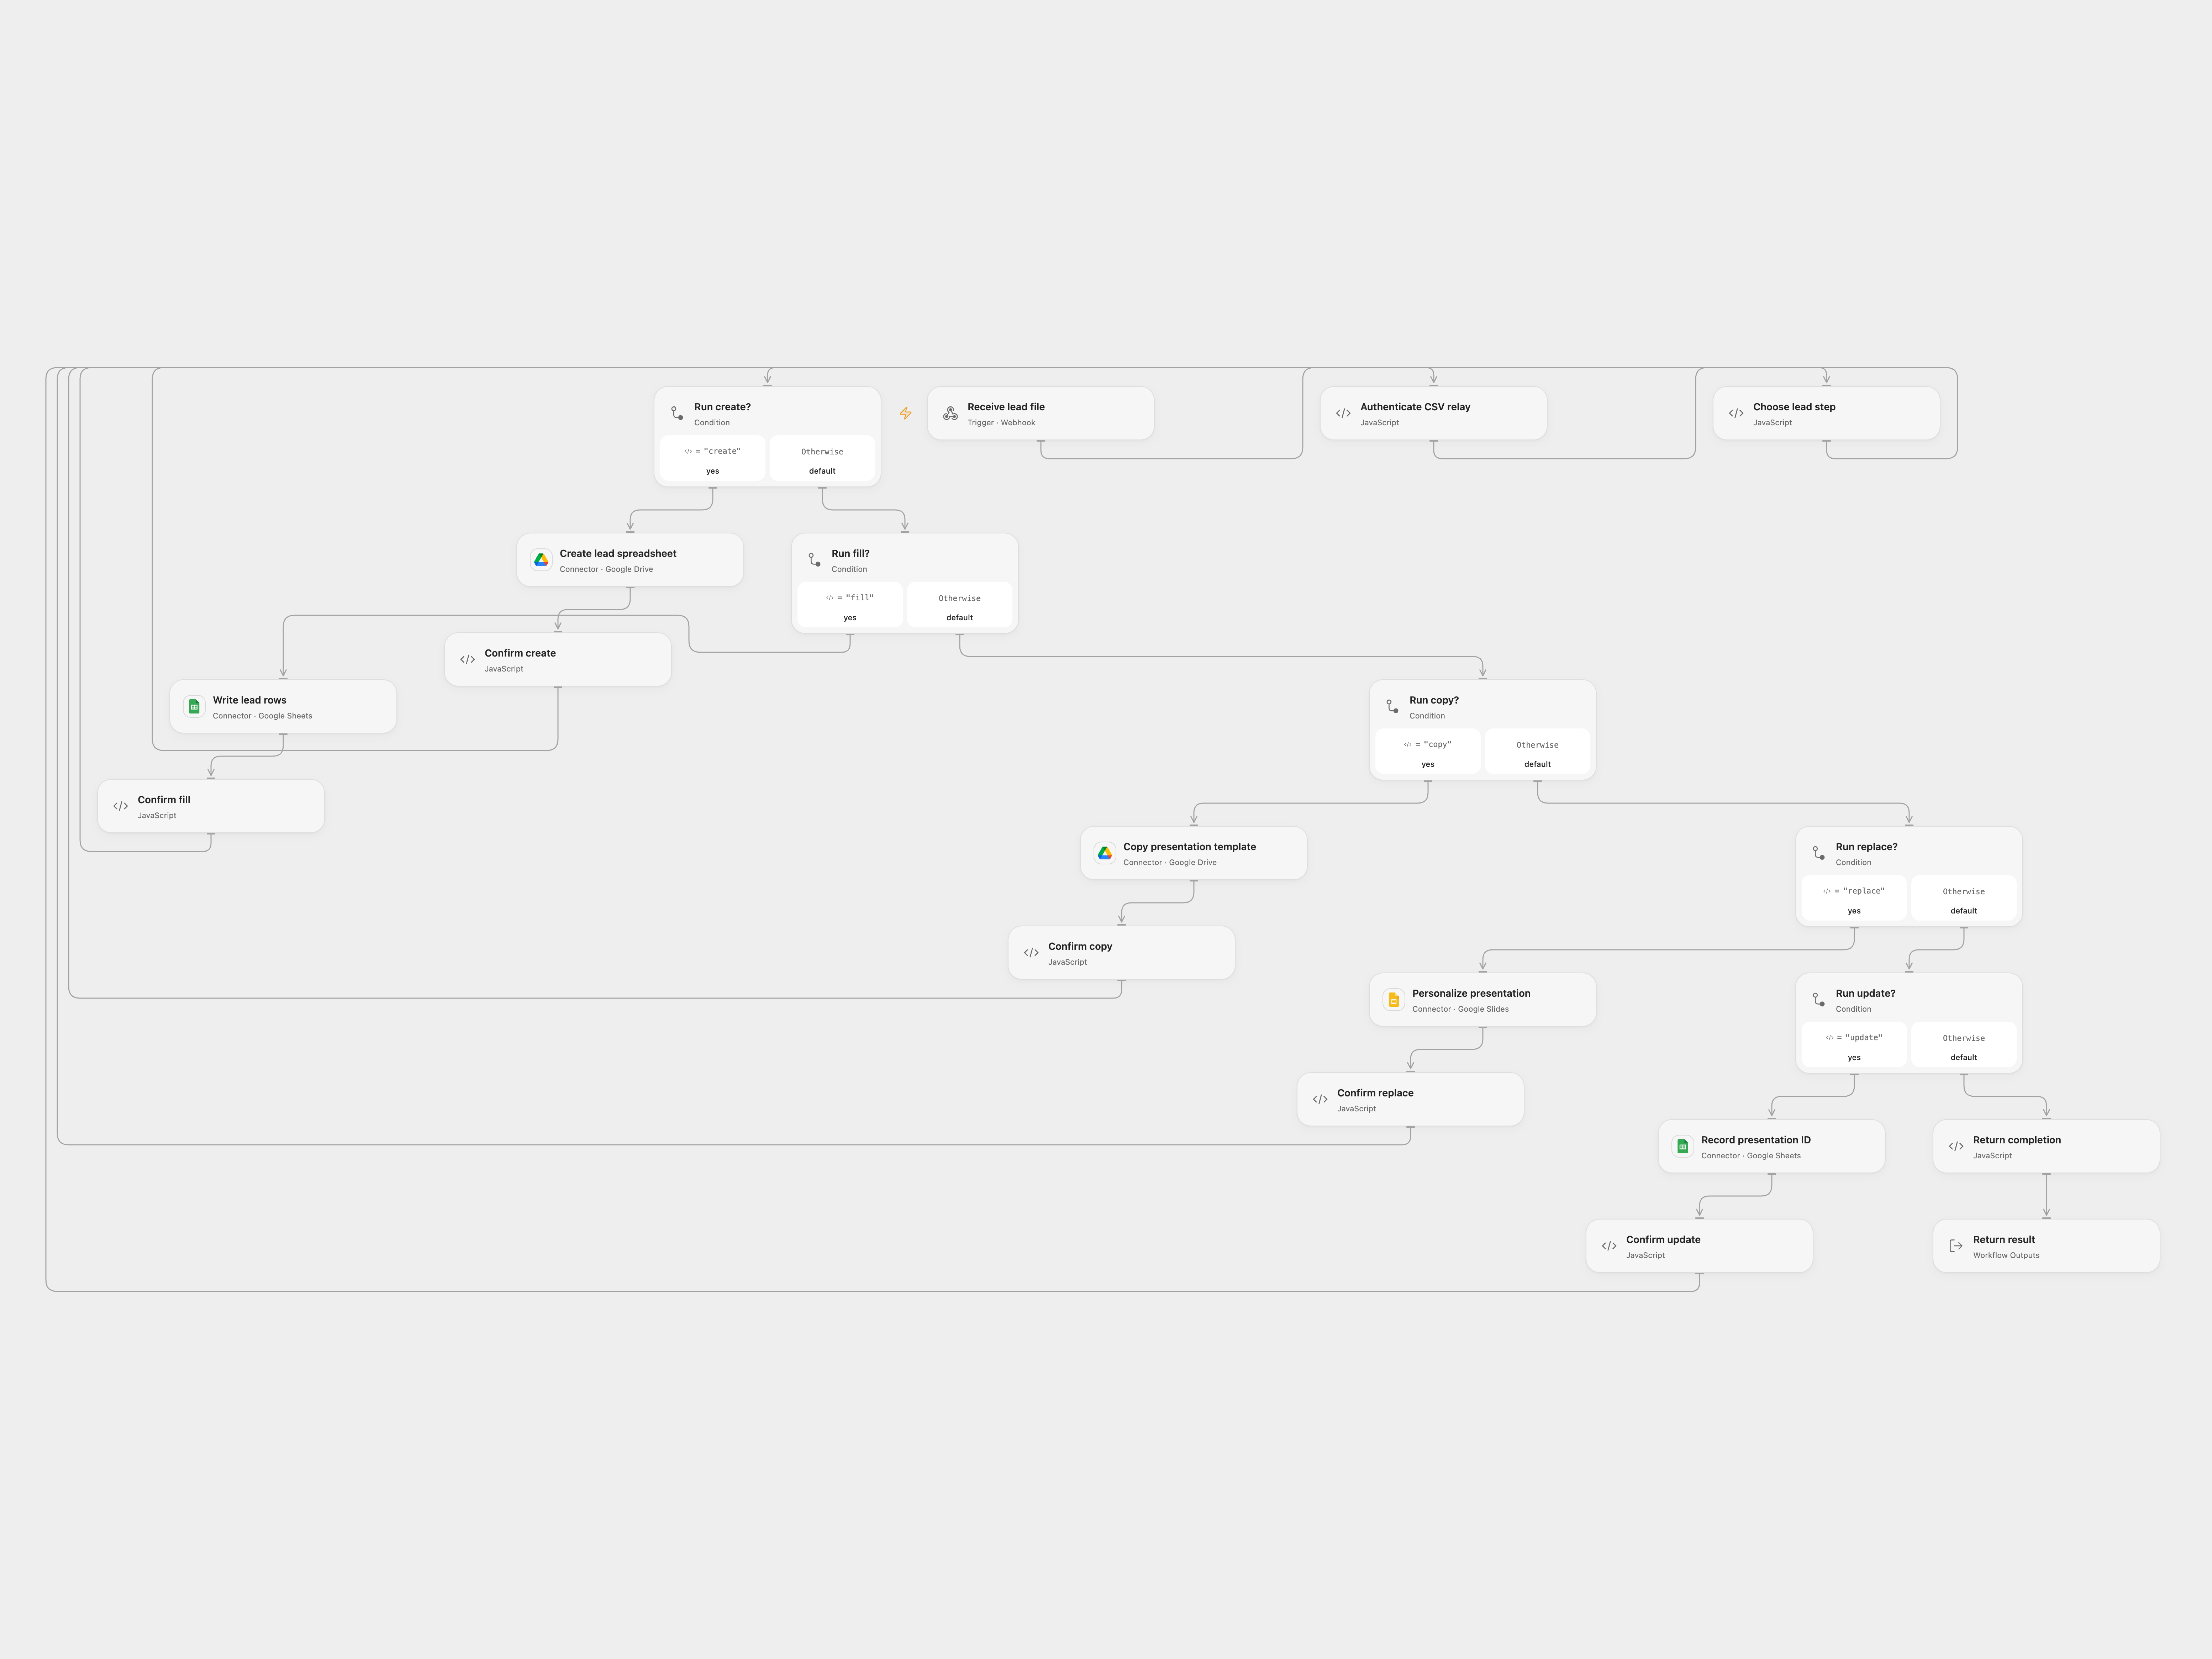 Run create?
Condition
</> = "create"
yes
Otherwise
default
Receive lead file
Trigger · Webhook
Authenticate CSV relay
JavaScript
Choose lead step
JavaScript
Create lead spreadsheet
Connector · Google Drive
Run fill?
Condition
</> = "fill"
yes
Otherwise
default
Confirm create
JavaScript
Write lead rows
Connector · Google Sheets
Run copy?
Condition
</> = "copy"
yes
Otherwise
default
Confirm fill
JavaScript
Copy presentation template
Connector · Google Drive
Run replace?
Condition
</> = "replace"
yes
Otherwise
default
Confirm copy
JavaScript
Personalize presentation
Connector · Google Slides
Run update?
Condition
</> = "update"
yes
Otherwise
default
Confirm replace
JavaScript
Record presentation ID
Connector · Google Sheets
Return completion
JavaScript
Confirm update
JavaScript
Return result
Workflow Outputs